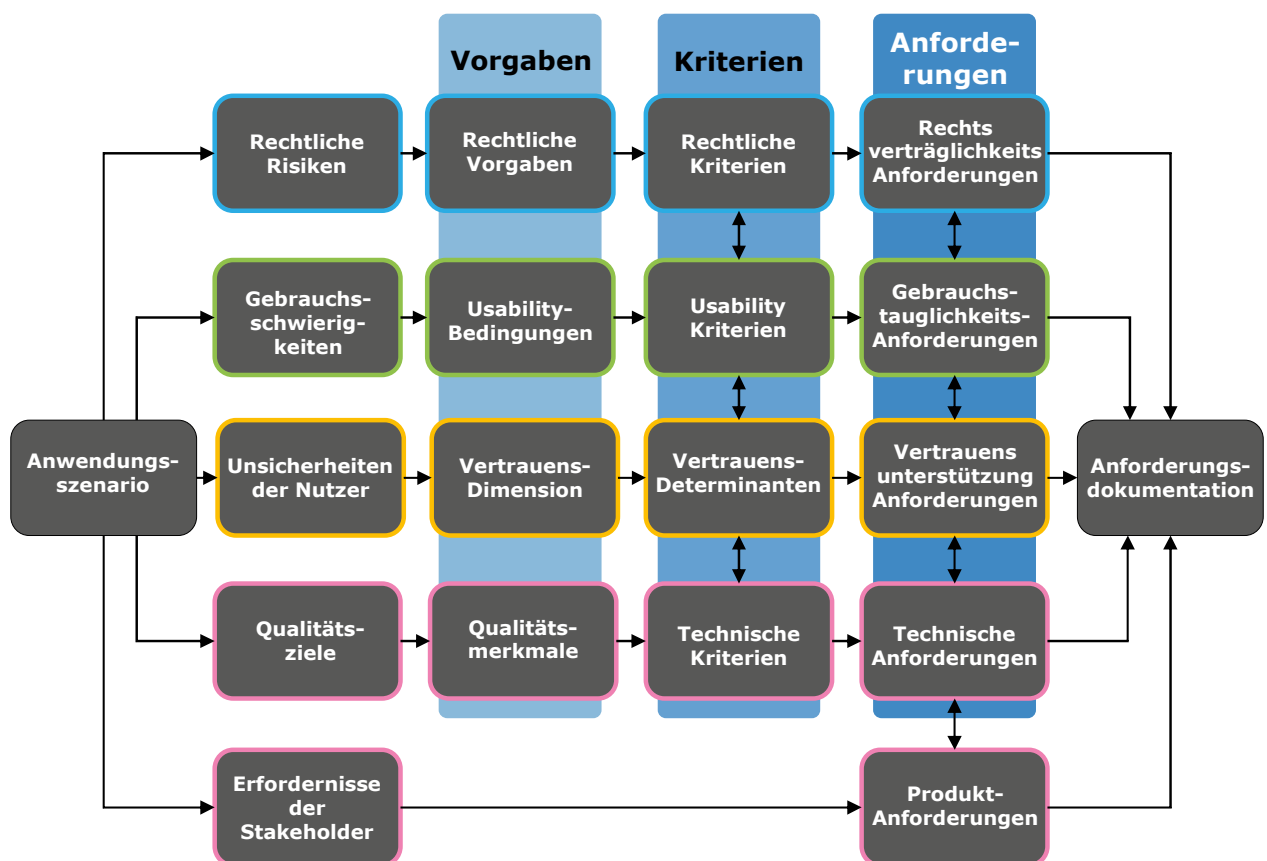 Vorgaben
Kriterien
Anforde-
rungen
Rechtliche
Risiken
Rechtliche
Vorgaben
Rechtliche
Kriterien
Rechts
verträglichkeits
Anforderungen
Gebrauchs-
schwierig-
keiten
Usability-
Bedingungen
Usability
Kriterien
Gebrauchs-
tauglichkeits-
Anforderungen
Anwendungs-
szenario
Unsicherheiten
der Nutzer
Vertrauens-
Dimension
Vertrauens-
Determinanten
Vertrauens
unterstützung
Anforderungen
Anforderungs-
dokumentation
Qualitäts-
ziele
Qualitäts-
merkmale
Technische
Kriterien
Technische
Anforderungen
Erfordernisse
der
Stakeholder
Produkt-
Anforderungen